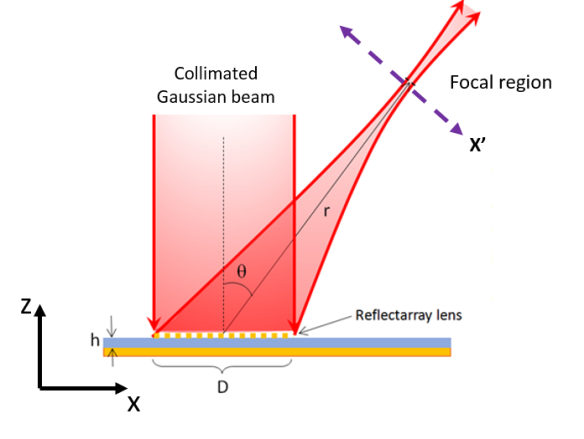 Collimated
Gaussian beam
Focal region
X'
r
θ
Z
h
Reflectarray lens
D
X